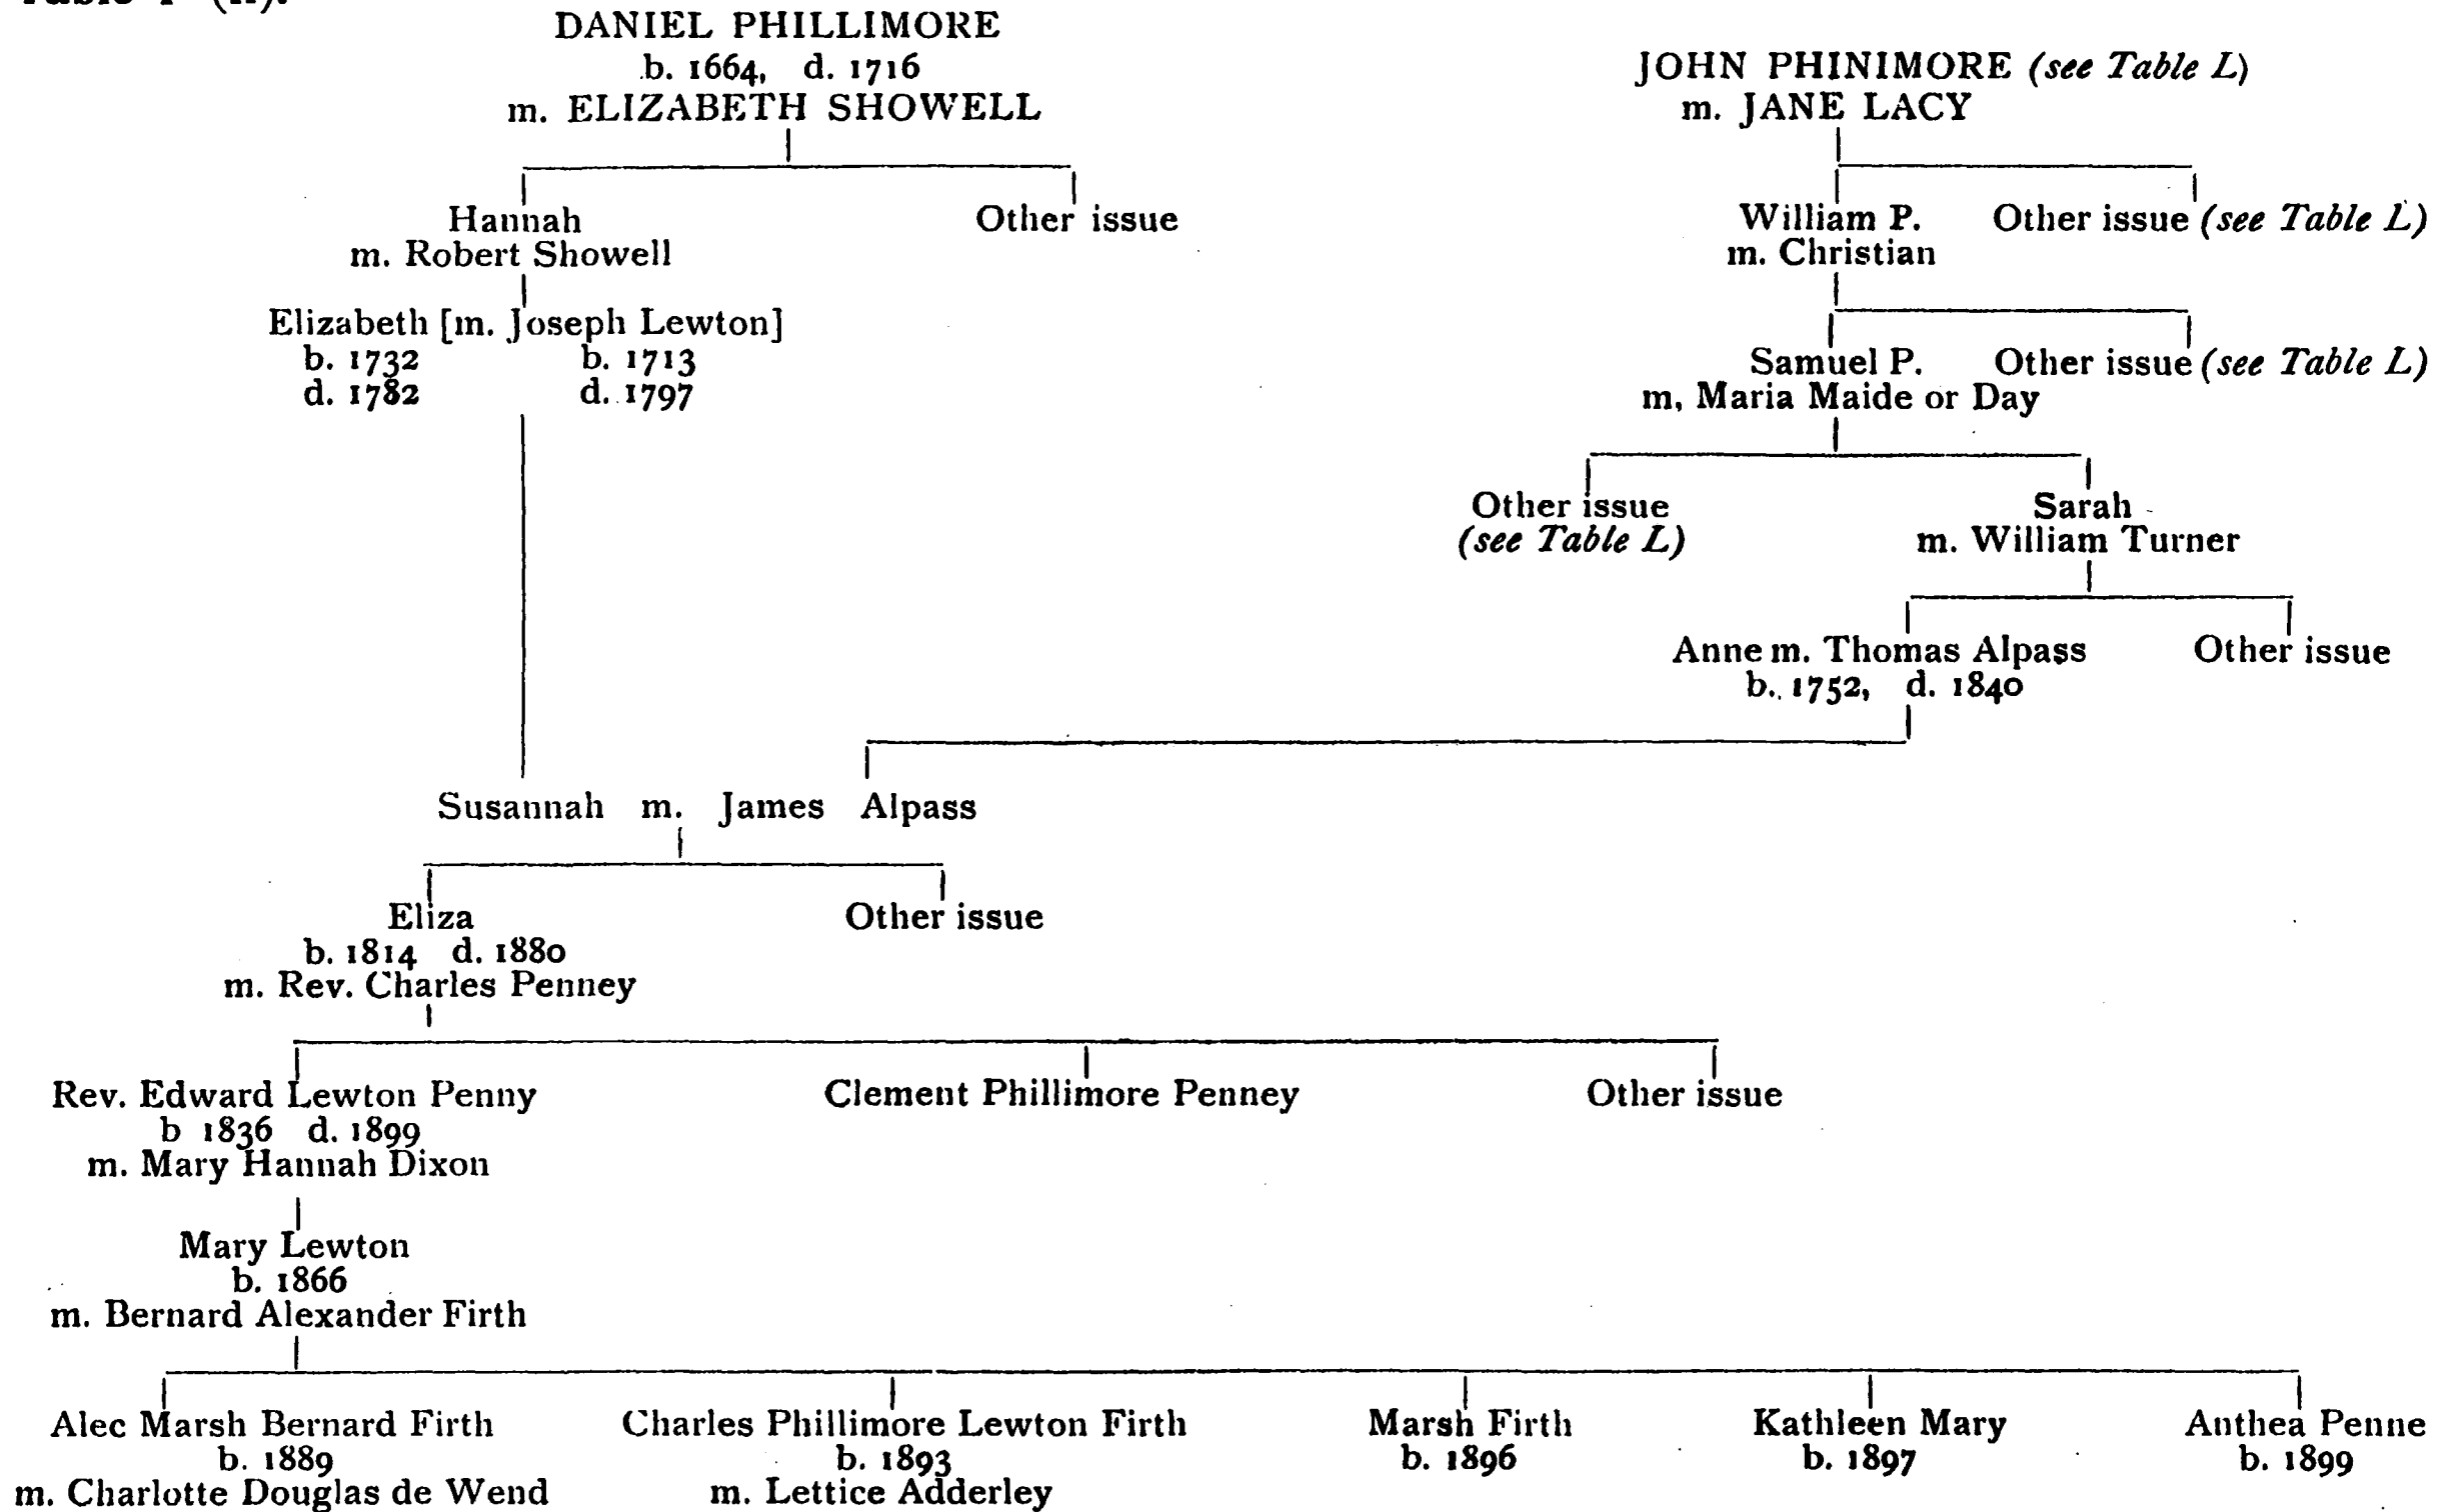 DANIEL PHILLIMORE
b. 1664, d. 1716
m. ELIZABETH SHOWELL
JOHN PHINIMORE (see Table L)
m. JANE LACY
Hannah
m. Robert Showell
Other issue
William P.
m. Christian
Other issue (see Table L)
Elizabeth [m. Joseph Lewton]
b. 1732 b. 1713
d. 1782 d. 1797
Samuel P.
m, Maria Maide or Day
Other issue (see Table L)
Other issue
(see Table L)
Sarah
m. William Turner
Anne m. Thomas Alpass
b. 1752, d. 1840
Other issue
Susannah m. James Alpass
Eliza
b. 1814 d. 1880
m. Rev. Charles Penney
Other issue
Rev. Edward Lewton Penny
b 1836 d. 1899
m. Mary Hannah Dixon
Clement Phillimore Penney
Other issue
Mary Lewton
b. 1866
m. Bernard Alexander Firth
Alec Marsh Bernard Firth
b. 1889
m. Charlotte Douglas de Wend
Charles Phillimore Lewton Firth
b. 1893
m. Lettice Adderley
Marsh Firth
b. 1896
Kathleen Mary
b. 1897
Anthea Penne
b. 1899